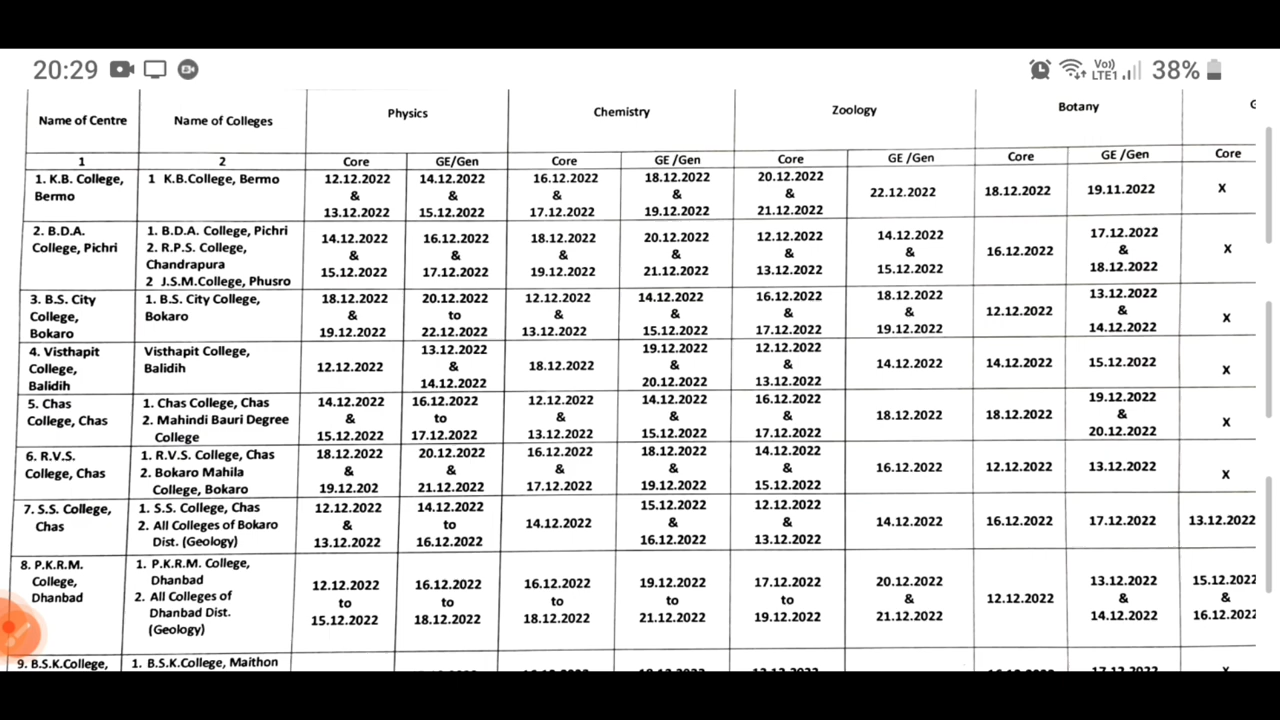 20:29
Vo)
LTE1
38%
Name of Centre Name of Colleges Physics Chemistry Zoology Botany
1 2 Core GE/Gen Core GE /Gen Core GE /Gen Core GE /Gen Core
1. K.B. College, Bermo
1 K.B.College, Bermo
12.12.2022 & 13.12.2022
14.12.2022 & 15.12.2022
16.12.2022 & 17.12.2022
18.12.2022 & 19.12.2022
20.12.2022 & 21.12.2022
22.12.2022
18.12.2022
19.11.2022
X
2. B.D.A. College, Pichri
1. B.D.A. College, Pichri
2. R.P.S. College, Chandrapura
2 J.S.M.College, Phusro
14.12.2022 & 15.12.2022
16.12.2022 & 17.12.2022
18.12.2022 & 19.12.2022
20.12.2022 & 21.12.2022
12.12.2022 & 13.12.2022
14.12.2022 & 15.12.2022
16.12.2022
17.12.2022 & 18.12.2022
X
3. B.S. City College, Bokaro
1. B.S. City College, Bokaro
18.12.2022 & 19.12.2022
20.12.2022 to 22.12.2022
12.12.2022 & 13.12.2022
14.12.2022 & 15.12.2022
16.12.2022 & 17.12.2022
18.12.2022 & 19.12.2022
12.12.2022
13.12.2022 & 14.12.2022
X
4. Visthapit College, Balidih
Visthapit College, Balidih
12.12.2022
13.12.2022 & 14.12.2022
18.12.2022
19.12.2022 & 20.12.2022
12.12.2022 & 13.12.2022
14.12.2022
14.12.2022
15.12.2022
X
5. Chas College, Chas
1. Chas College, Chas
2. Mahindi Bauri Degree College
14.12.2022 & 15.12.2022
16.12.2022 to 17.12.2022
12.12.2022 & 13.12.2022
14.12.2022 & 15.12.2022
16.12.2022 & 17.12.2022
18.12.2022
18.12.2022
19.12.2022 & 20.12.2022
X
6. R.V.S. College, Chas
1. R.V.S. College, Chas
2. Bokaro Mahila College, Bokaro
18.12.2022 & 19.12.202
20.12.2022 & 21.12.2022
16.12.2022 & 17.12.2022
18.12.2022 & 19.12.2022
14.12.2022 & 15.12.2022
16.12.2022
12.12.2022
13.12.2022
X
7. S.S. College, Chas
1. S.S. College, Chas
2. All Colleges of Bokaro Dist. (Geology)
12.12.2022 & 13.12.2022
14.12.2022 to 16.12.2022
14.12.2022
15.12.2022 & 16.12.2022
12.12.2022 & 13.12.2022
14.12.2022
16.12.2022
17.12.2022
13.12.2022
8. P.K.R.M. College, Dhanbad
1. P.K.R.M. College, Dhanbad
2. All Colleges of Dhanbad Dist. (Geology)
12.12.2022 to 15.12.2022
16.12.2022 to 18.12.2022
16.12.2022 to 18.12.2022
19.12.2022 to 21.12.2022
17.12.2022 to 19.12.2022
20.12.2022 & 21.12.2022
12.12.2022
13.12.2022 & 14.12.2022
15.12.2022 & 16.12.2022
9. B.S.K.College,
1. B.S.K.College, Maithon
17.12.2022